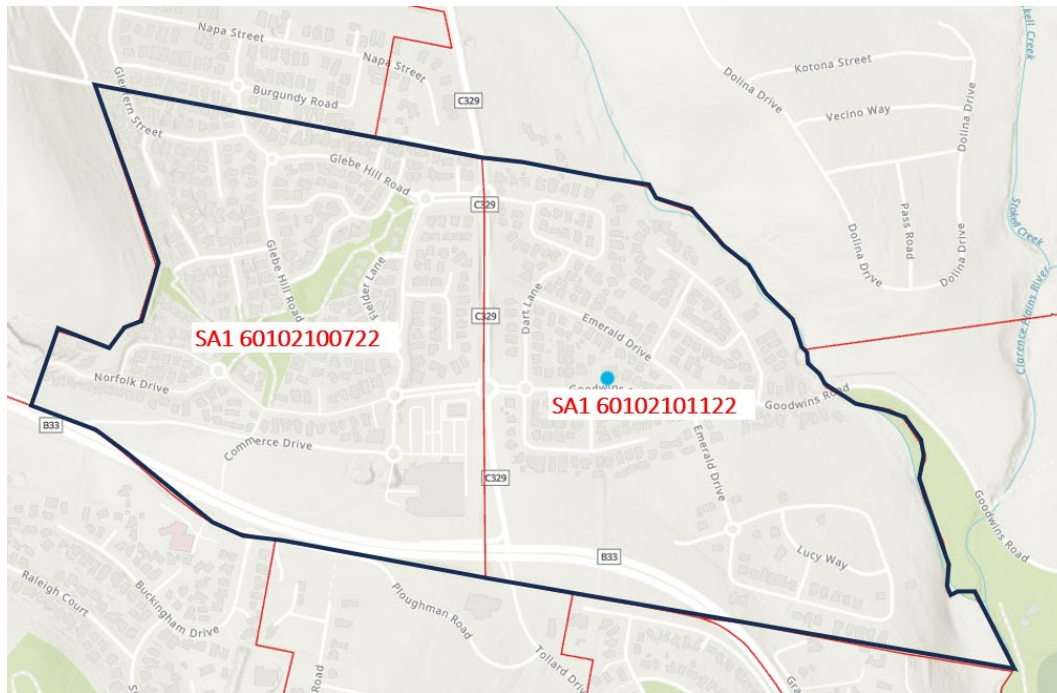 Napa Street
Napa Street
C329
Burgundy Road
Glebe Hill Road
C329
Glebe Hill Road
Fielder Lane
SA1 60102100722
C329
Dart Lane
Emerald Drive
Norfolk Drive
SA1 60102101122
Goodwins Road
B33
Commerce Drive
Emerald Drive
C329
B33
Lucy Way
Goodwins Road
Raleigh Court
Buckingham Drive
Ploughman Road
Road
Tollard
Kotona Street
Dolina Drive
Vecino Way
Dolina Drive
Pass Road
Dolina Drive
Dolina Drive
Creek
Clarence Plains River